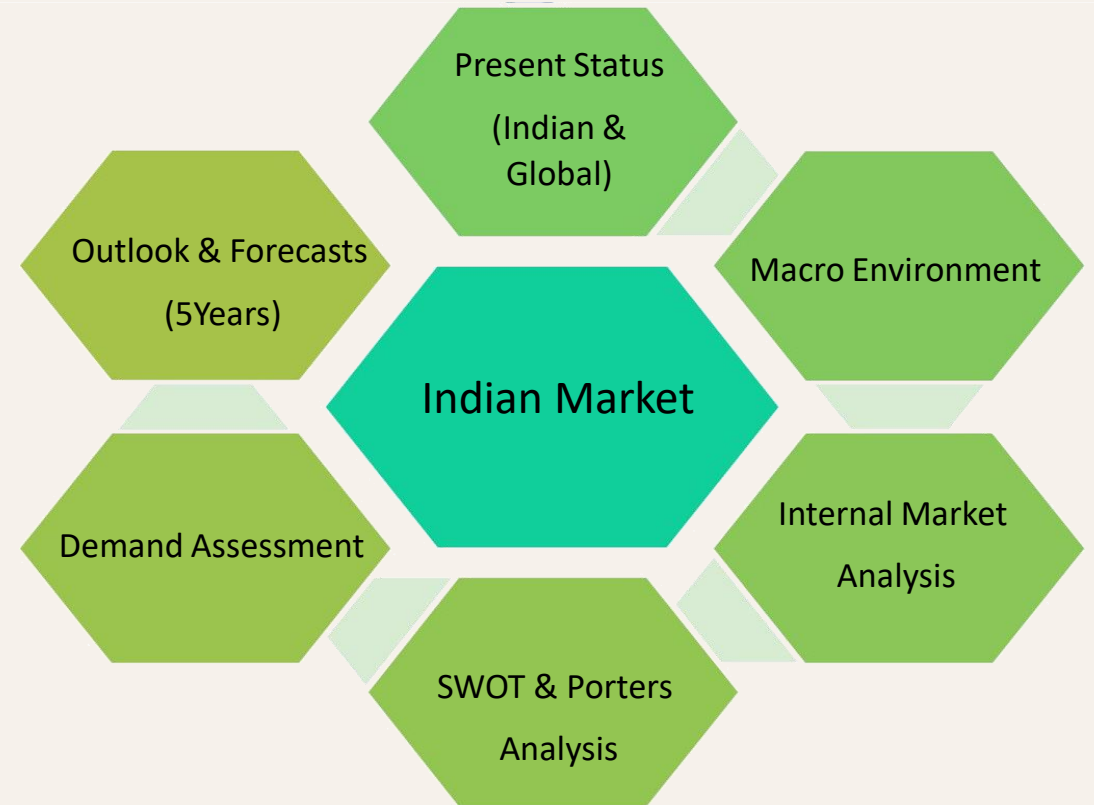 Present Status
(Indian &
Global)
Macro Environment
Internal Market
Analysis
SWOT & Porters
Analysis
Demand Assessment
Outlook & Forecasts
(5Years)
Indian Market